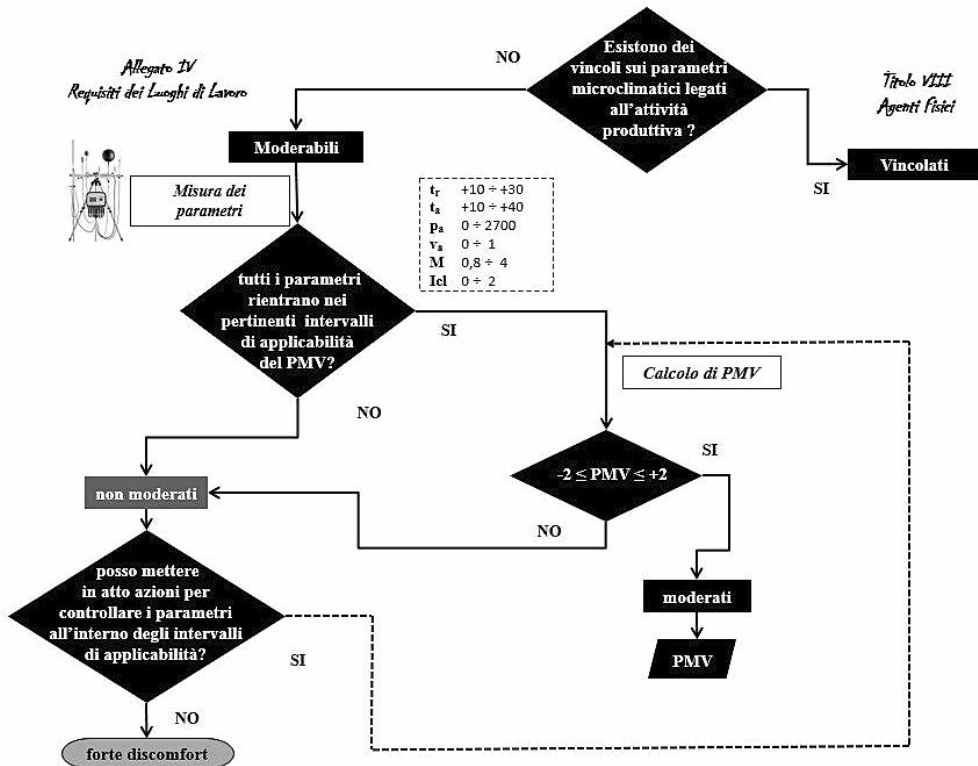 Allegato IV
Requisiti dei Luoghi di Lavoro
NO
Esistono dei
vincoli sui parametri
microclimatici legati
all'attività
produttiva ?
Titolo VIII
Agenti Fisici
Moderabili
SI
Vincolati
Misura dei
parametri
tr +10 ÷ +30
ta +10 ÷ +40
pa 0 ÷ 2700
va 0 ÷ 1
M 0,8 ÷ 4
Icl 0 ÷ 2
tutti i parametri
rientrano nei
pertinenti intervalli
di applicabilità
del PMV?
SI
Calcolo di PMV
NO
-2 ≤ PMV ≤ +2
SI
NO
non moderati
posso mettere
in atto azioni per
controllare i parametri
all'interno degli intervalli
di applicabilità?
SI
moderati
PMV
NO
forte discomfort